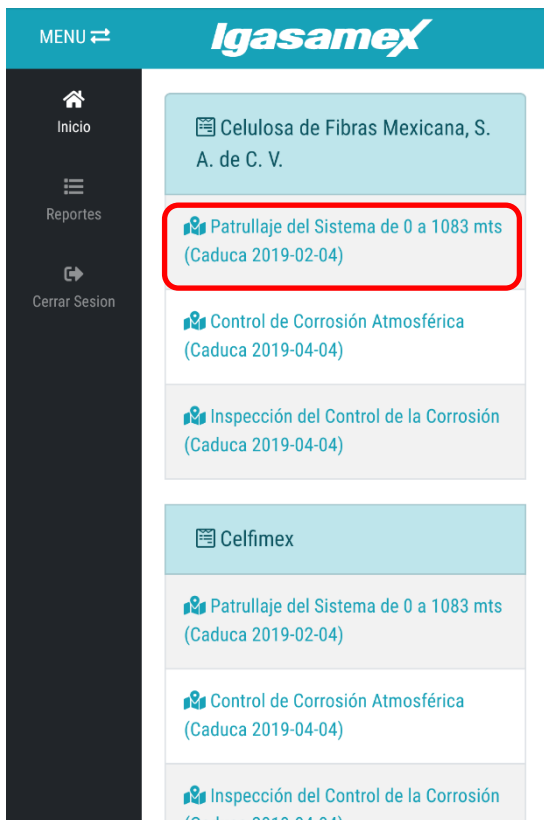 MENU
Igasamex
Inicio
Reportes
Cerrar Sesion
Celulosa de Fibras Mexicana, S.
A. de C. V.
Patrullaje del Sistema de 0 a 1083 mts
(Caduca 2019-02-04)
Control de Corrosión Atmosférica
(Caduca 2019-04-04)
Inspección del Control de la Corrosión
(Caduca 2019-04-04)
Celfimex
Patrullaje del Sistema de 0 a 1083 mts
(Caduca 2019-02-04)
Control de Corrosión Atmosférica
(Caduca 2019-04-04)
Inspección del Control de la Corrosión